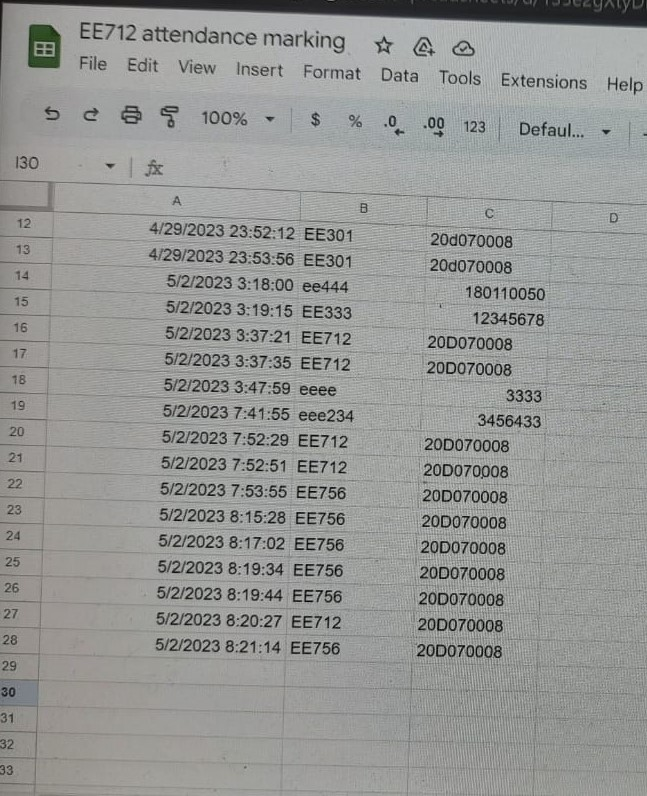 EE712 attendance marking
File Edit View Insert Format Data Tools Extensions Help
100% $ % .0 .00 123 Defaul...
I30 fx
A B C D
12 4/29/2023 23:52:12 EE301 20d070008
13 4/29/2023 23:53:56 EE301 20d070008
14 5/2/2023 3:18:00 ee444 180110050
15 5/2/2023 3:19:15 EE333 12345678
16 5/2/2023 3:37:21 EE712 20D070008
17 5/2/2023 3:37:35 EE712 20D070008
18 5/2/2023 3:47:59 eeee 3333
19 5/2/2023 7:41:55 eee234 3456433
20 5/2/2023 7:52:29 EE712 20D070008
21 5/2/2023 7:52:51 EE712 20D070008
22 5/2/2023 7:53:55 EE756 20D070008
23 5/2/2023 8:15:28 EE756 20D070008
24 5/2/2023 8:17:02 EE756 20D070008
25 5/2/2023 8:19:34 EE756 20D070008
26 5/2/2023 8:19:44 EE756 20D070008
27 5/2/2023 8:20:27 EE712 20D070008
28 5/2/2023 8:21:14 EE756 20D070008
29
30
31
32
33